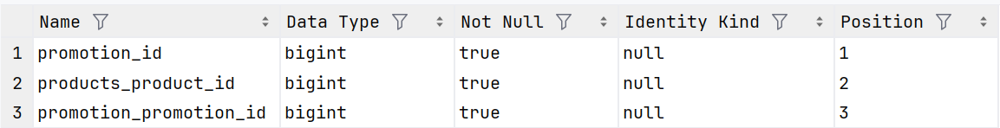 Name Data Type Not Null Identity Kind Position
1 promotion_id bigint true null 1
2 products_product_id bigint true null 2
3 promotion_promotion_id bigint true null 3